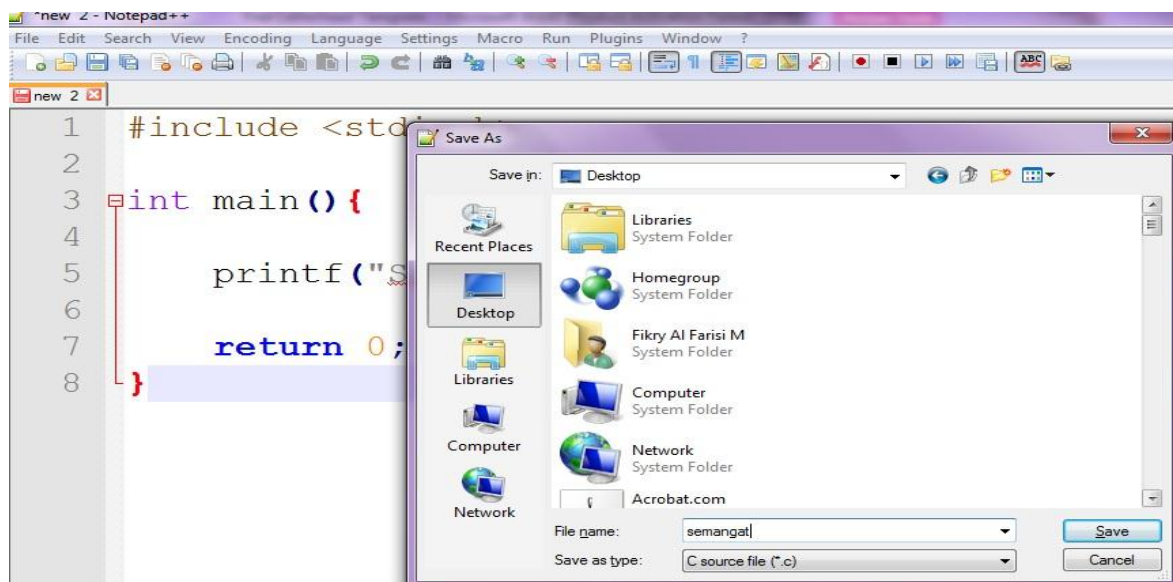 *new 2 - Notepad++
File Edit Search View Encoding Language Settings Macro Run Plugins Window ?
ABC
new 2
1 #include <std
2
3 int main(){
4
5 printf("S
6
7 return 0;
8 }
Save As
Save in: Desktop
Recent Places
Desktop
Libraries
Computer
Network
Libraries
System Folder
Homegroup
System Folder
Fikry Al Farisi M
System Folder
Computer
System Folder
Network
System Folder
Acrobat.com
File name: semangat
Save as type: C source file (*.c)
Save
Cancel